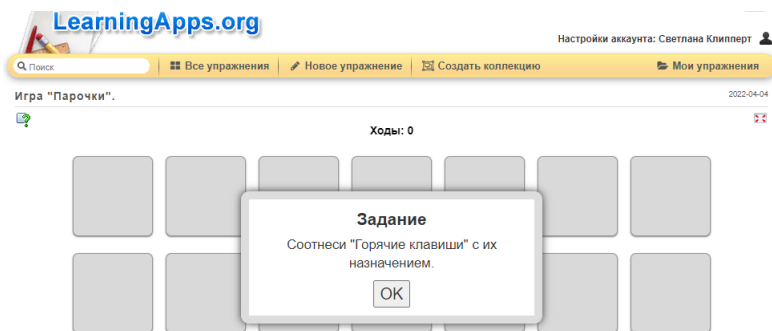 LearningApps.org
Настройки аккаунта: Светлана Клипперт
Поиск
Все упражнения
Новое упражнение
Создать коллекцию
Мои упражнения
Игра "Парочки".
2022-04-04
Ходы: 0
Задание
Соотнеси "Горячие клавиши" с их
назначением.
OK